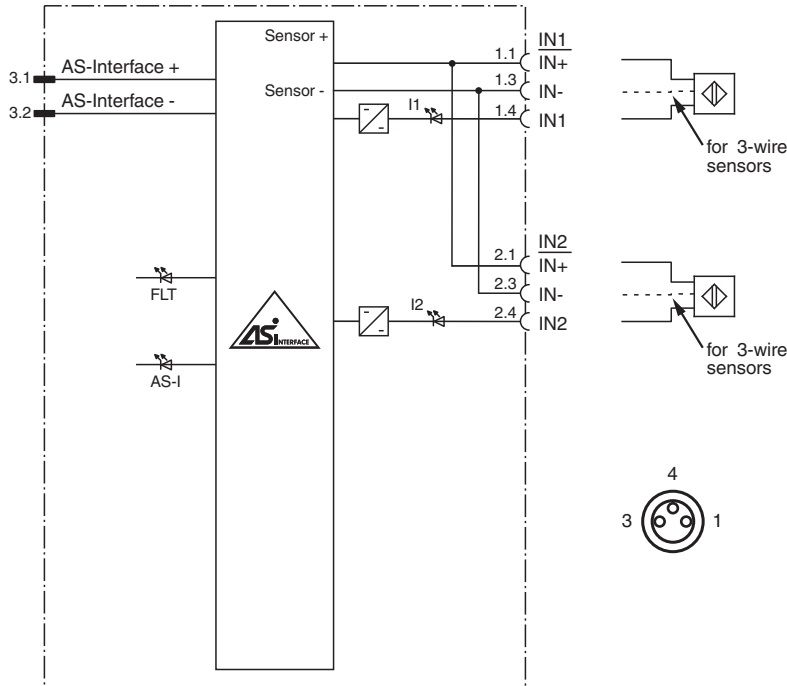 Sensor +
IN1
3.1
AS-Interface +
1.1
IN+
3.2
AS-Interface -
Sensor -
1.3
IN-
I1
1.4
IN1
for 3-wire
sensors
IN2
2.1
IN+
FLT
2.3
IN-
I2
2.4
IN2
ASi INTERFACE
for 3-wire
sensors
AS-I
4
3
1